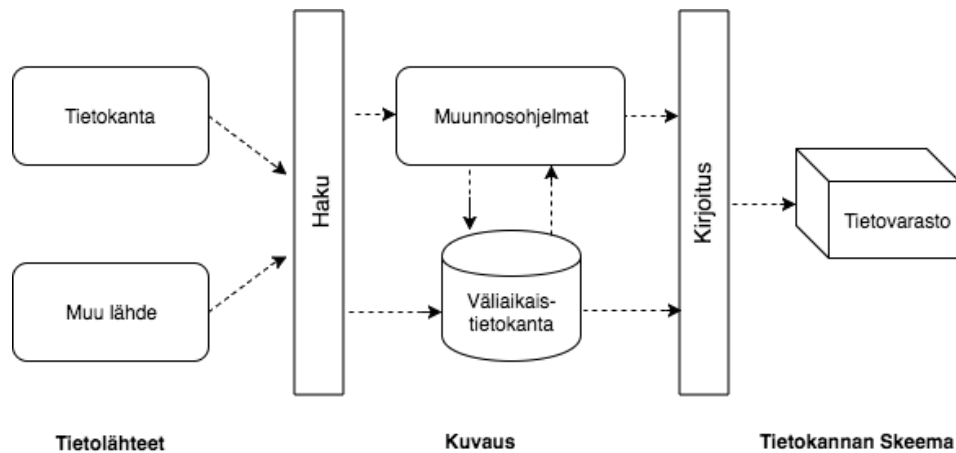 Tietokanta
Muu lähde
Haku
Muunnosohjelmat
Väliaikais-
tietokanta
Kirjoitus
Tietovarasto
Tietolähteet
Kuvaus
Tietokannan Skeema